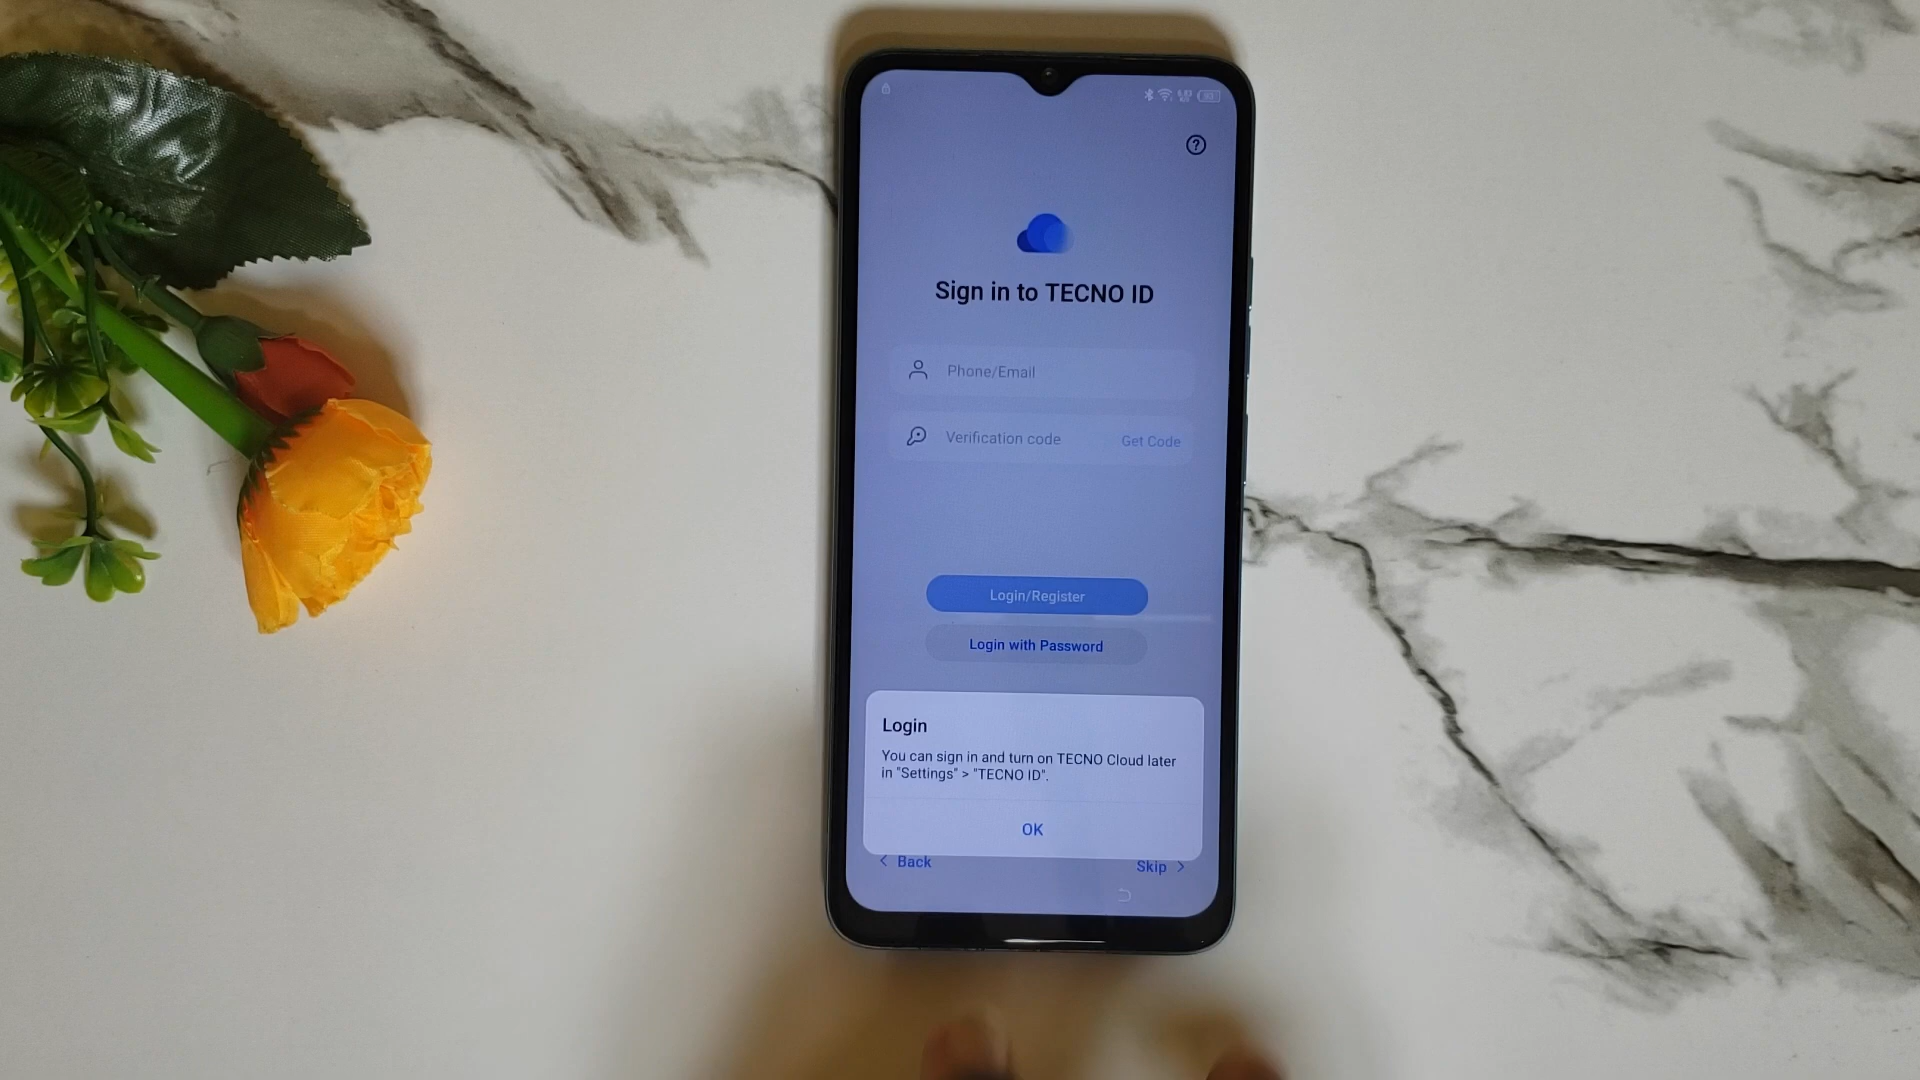 Sign in to TECNO ID
Phone/Email
Verification code Get Code
Login/Register
Login with Password
Login
You can sign in and turn on TECNO Cloud later
in "Settings" > "TECNO ID".
OK
< Back Skip >